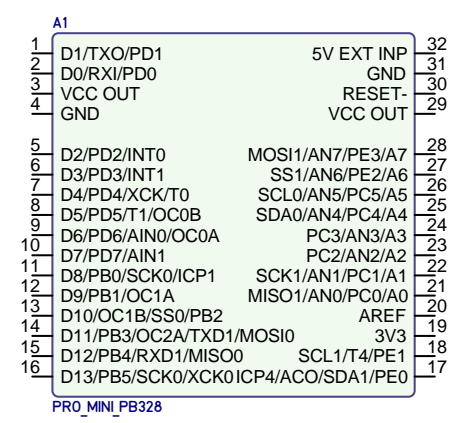 A1
1 D1/TXO/PD1 5V EXT INP 32
2 D0/RXI/PD0 GND 31
3 VCC OUT RESET- 30
4 GND VCC OUT 29
5 D2/PD2/INT0 MOSI1/AN7/PE3/A7 28
6 D3/PD3/INT1 SS1/AN6/PE2/A6 27
7 D4/PD4/XCK/T0 SCL0/AN5/PC5/A5 26
8 D5/PD5/T1/OC0B SDA0/AN4/PC4/A4 25
9 D6/PD6/AIN0/OC0A PC3/AN3/A3 24
10 D7/PD7/AIN1 PC2/AN2/A2 23
11 D8/PB0/SCK0/ICP1 SCK1/AN1/PC1/A1 22
12 D9/PB1/OC1A MISO1/AN0/PC0/A0 21
13 D10/OC1B/SS0/PB2 AREF 20
14 D11/PB3/OC2A/TXD1/MOSI0 3V3 19
15 D12/PB4/RXD1/MISO0 SCL1/T4/PE1 18
16 D13/PB5/SCK0/XCK0 ICP4/ACO/SDA1/PE0 17
PRO_MINI_PB328